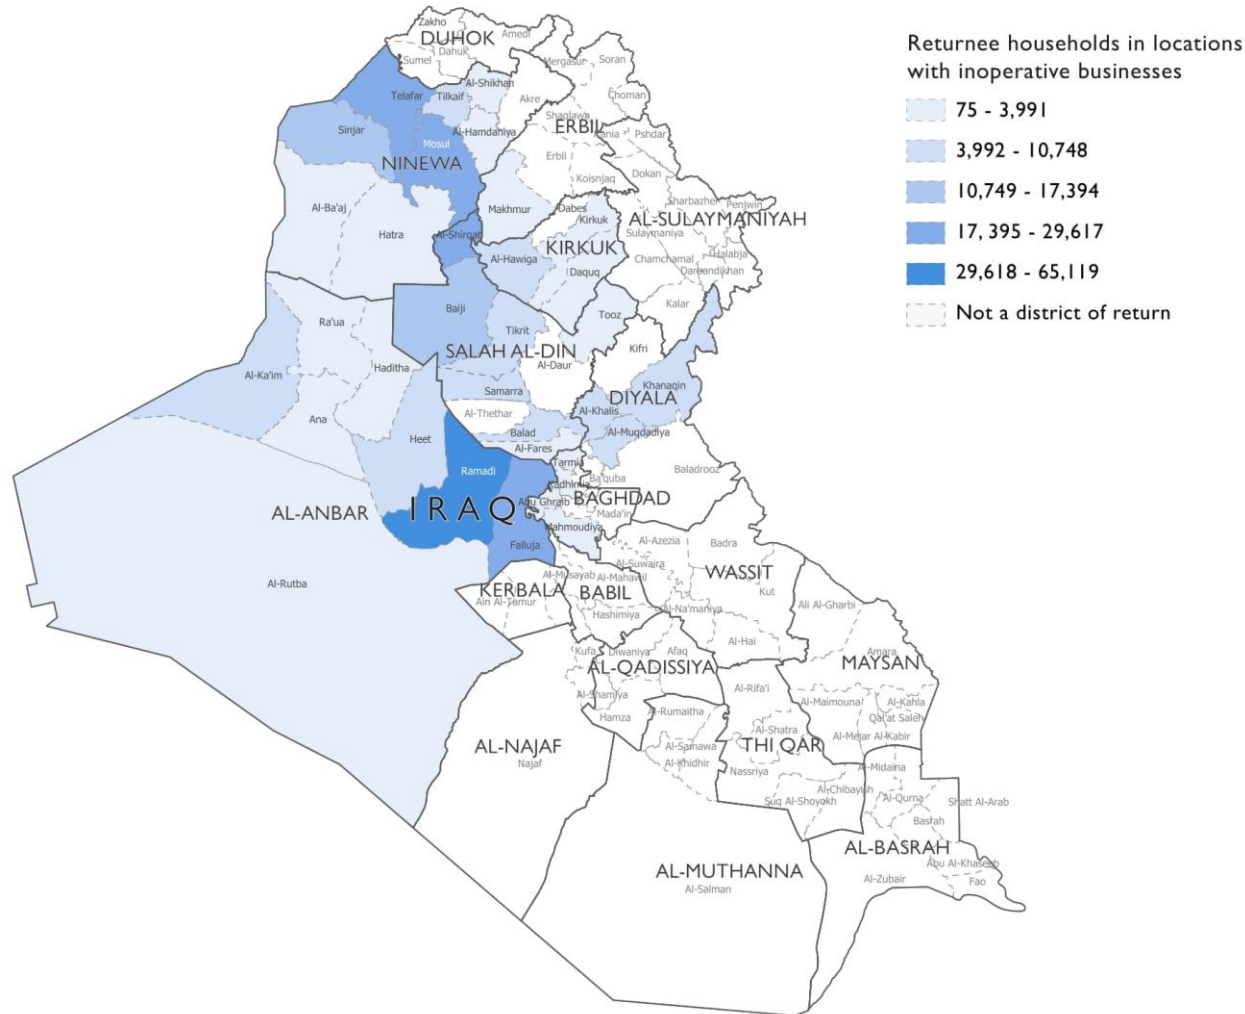 Returnee households in locations
with inoperative businesses
75 - 3,991
3,992 - 10,748
10,749 - 17,394
17, 395 - 29,617
29,618 - 65,119
Not a district of return
Zakho
DUHOK
Amedi
Dahuk
Sumel
Mergasur
Soran
Al-Shikhan
Telafar
Tilkaif
Akre
Choman
Shaqlawa
ERBIL
Sinjar
Mosul
Al-Hamdaniya
Rania
Pshdar
NINEWA
Erbil
Koisnjaq
Dokan
Al-Ba'aj
Makhmur
Dabes
Sharbazher
Penjwin
Hatra
Al-Shirqat
Kirkuk
AL-SULAYMANIYAH
Sulaymaniya
KIRKUK
Al-Hawiga
Chamchamal
Halabja
Daquq
Darbandikhan
Baiji
Tooz
Kalar
Ra'ua
Tikrit
SALAH AL-DIN
Kifri
Al-Daur
Haditha
Al-Ka'im
Samarra
Khanaqin
DIYALA
Al-Thethar
Al-Khalis
Ana
Heet
Balad
Al-Muqdadiya
Al-Fares
Ramadi
Tarmia
Baladrooz
Kadhimia
Ba'quba
AL-ANBAR
IRAQ
Abu Ghraib
BAGHDAD
Mada'in
Mahmoudiya
Falluja
Al-Azezia
Badra
Al-Suwaira
WASSIT
Al-Rutba
KERBALA
Al-Musayab
Al-Mahawil
BABIL
Kut
Ain Al-Tamur
Hashimiya
Al-Na'maniya
Ali Al-Gharbi
Al-Hai
Kufa
Diwaniya
Afaq
Amara
MAYSAN
AL-QADISSIYA
Al-Shamiya
Al-Rifa'i
Al-Maimouna
Al-Kahla
Hamza
Al-Rumaitha
Qal'at Saleh
Al-Shatra
Al-Mejar Al-Kabir
AL-NAJAF
Najaf
Al-Samawa
THI QAR
Al-Khidhir
Nassriya
Al-Midaina
Al-Chibayish
Suq Al-Shoyokh
Al-Qurna
Shatt Al-Arab
Basrah
AL-BASRAH
AL-MUTHANNA
Al-Salman
Abu Al-Khaseeb
Al-Zubair
Fao